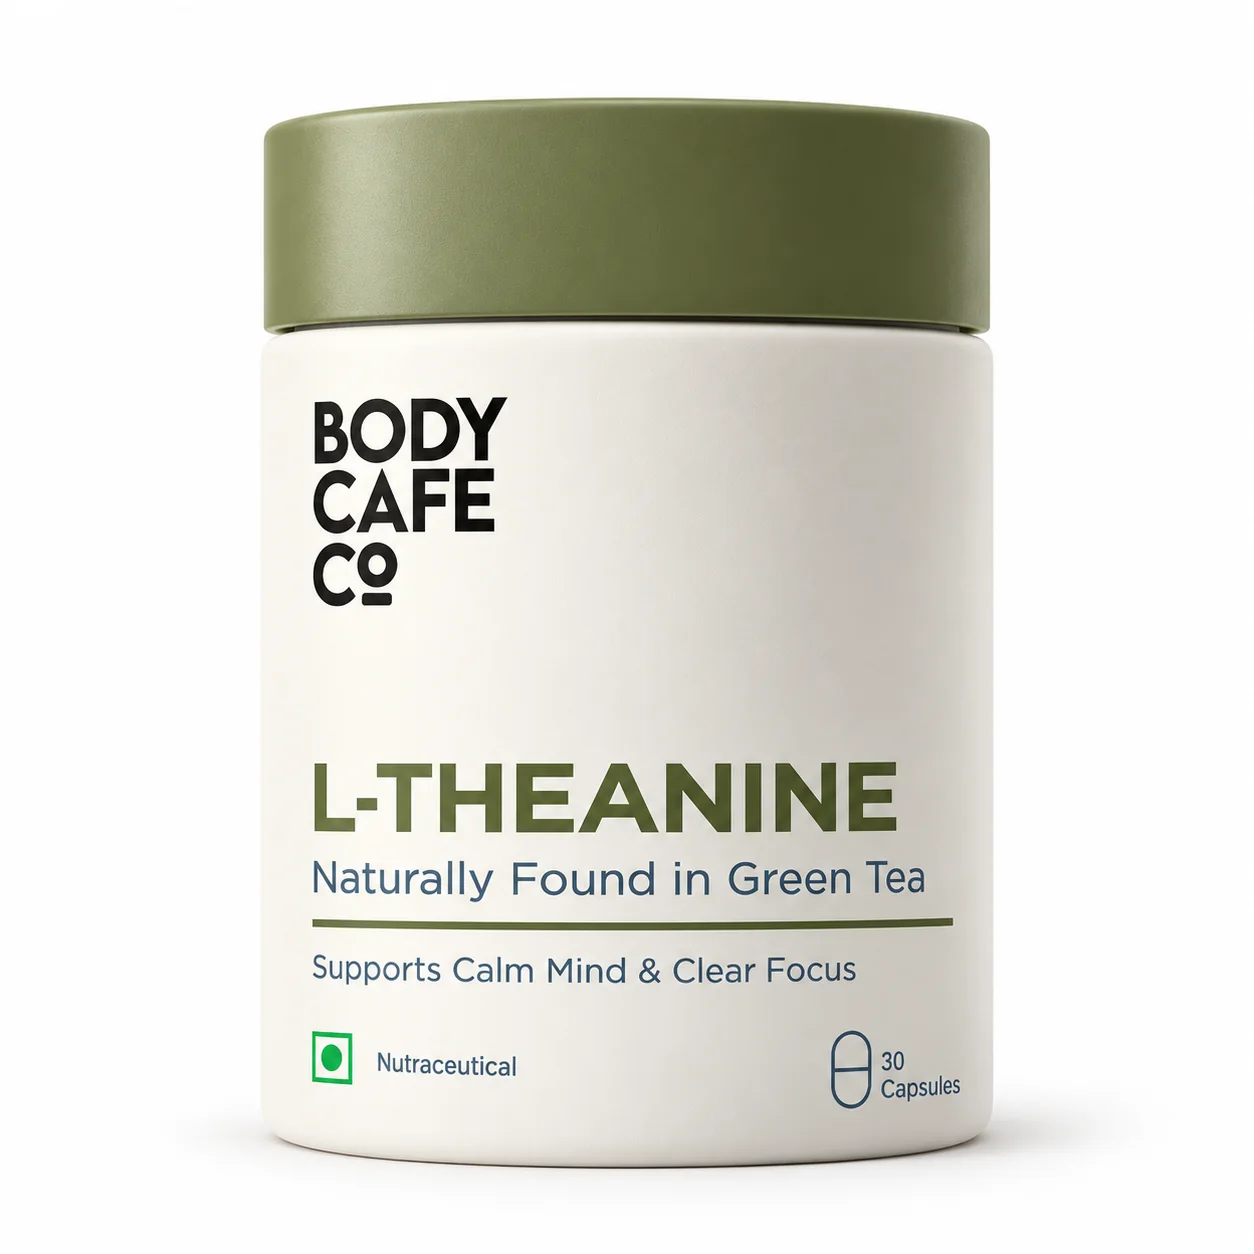 BODY
CAFE
Co
L-THEANINE
Naturally Found in Green Tea
Supports Calm Mind & Clear Focus
Nutraceutical
30
Capsules